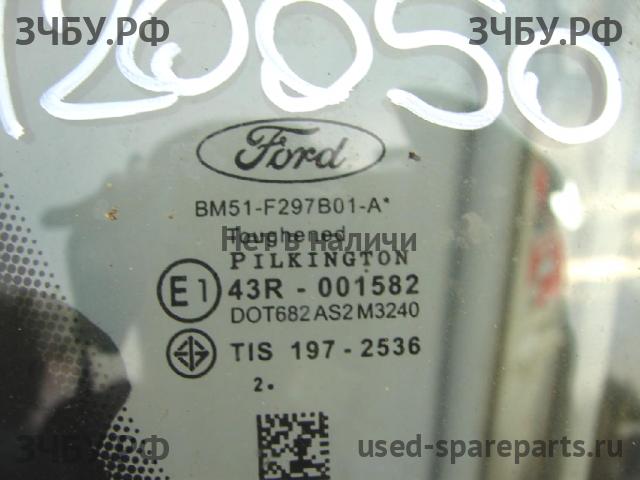 ЗЧБУ.РФ
ЗЧБУ.РФ
120050
Ford
BM51-F297B01-A*
Toughened
Нет в наличи
PILKINGTON
E1 43R - 001582
DOT682 AS2 M3240
TIS 197-2536
2.
ЗЧБУ.РФ
used-spareparts.ru